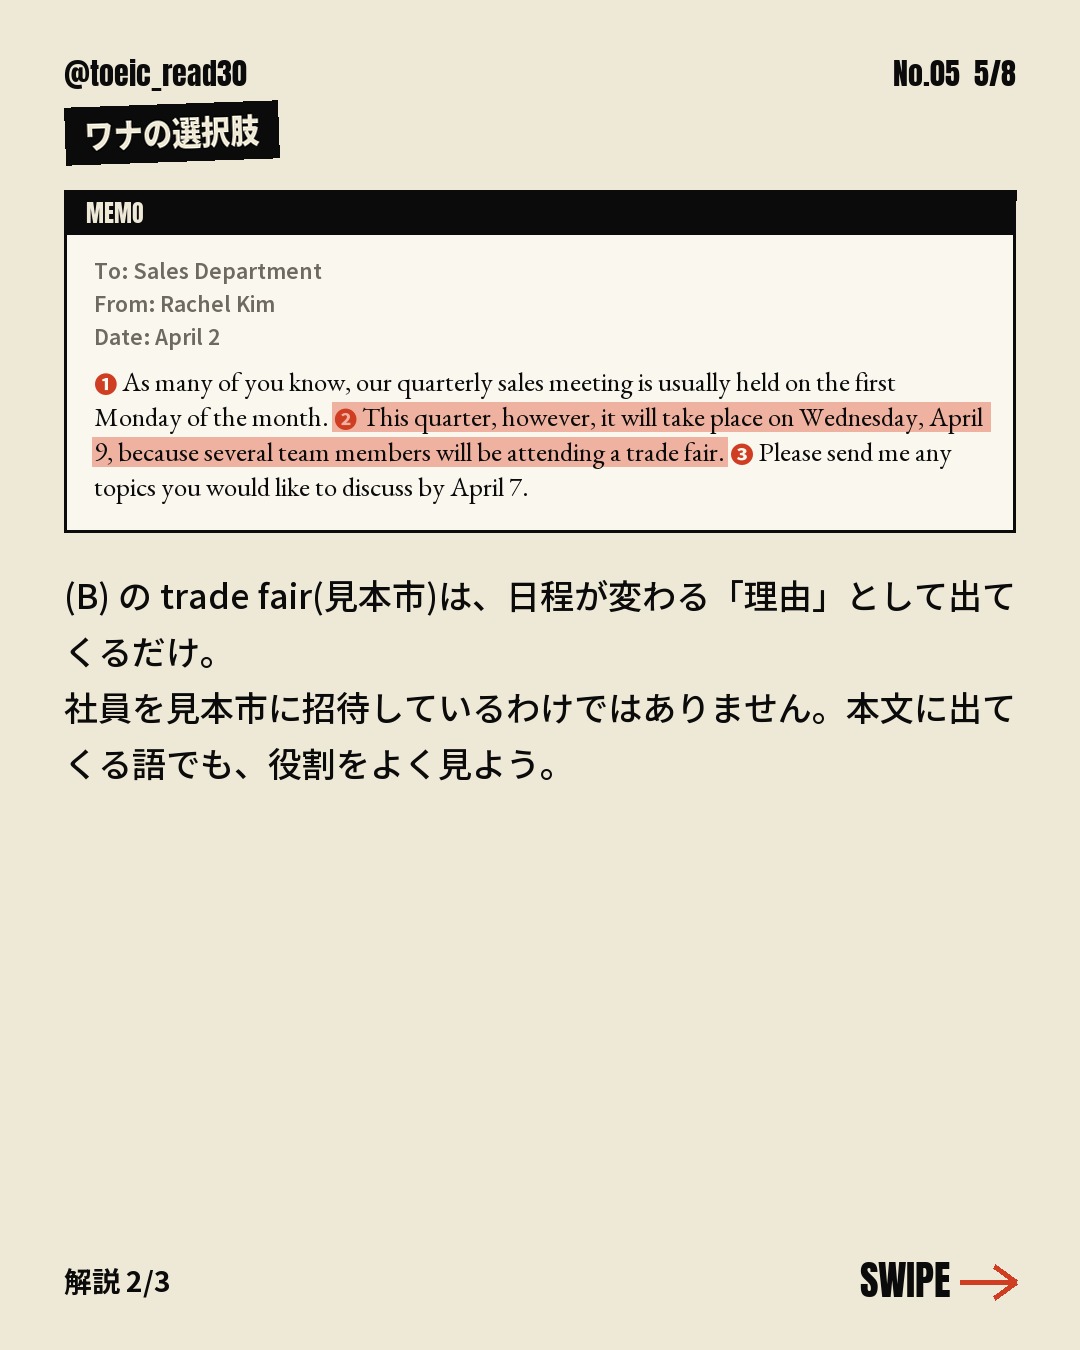 @toeic_read30
No.05 5/8
ワナの選択肢
MEMO
To: Sales Department
From: Rachel Kim
Date: April 2
❶ As many of you know, our quarterly sales meeting is usually held on the first
Monday of the month. ❷ This quarter, however, it will take place on Wednesday, April
9, because several team members will be attending a trade fair. ❸ Please send me any
topics you would like to discuss by April 7.
(B) の trade fair(見本市)は、日程が変わる「理由」として出て
くるだけ。
社員を見本市に招待しているわけではありません。本文に出て
くる語でも、役割をよく見よう。
解説 2/3
SWIPE